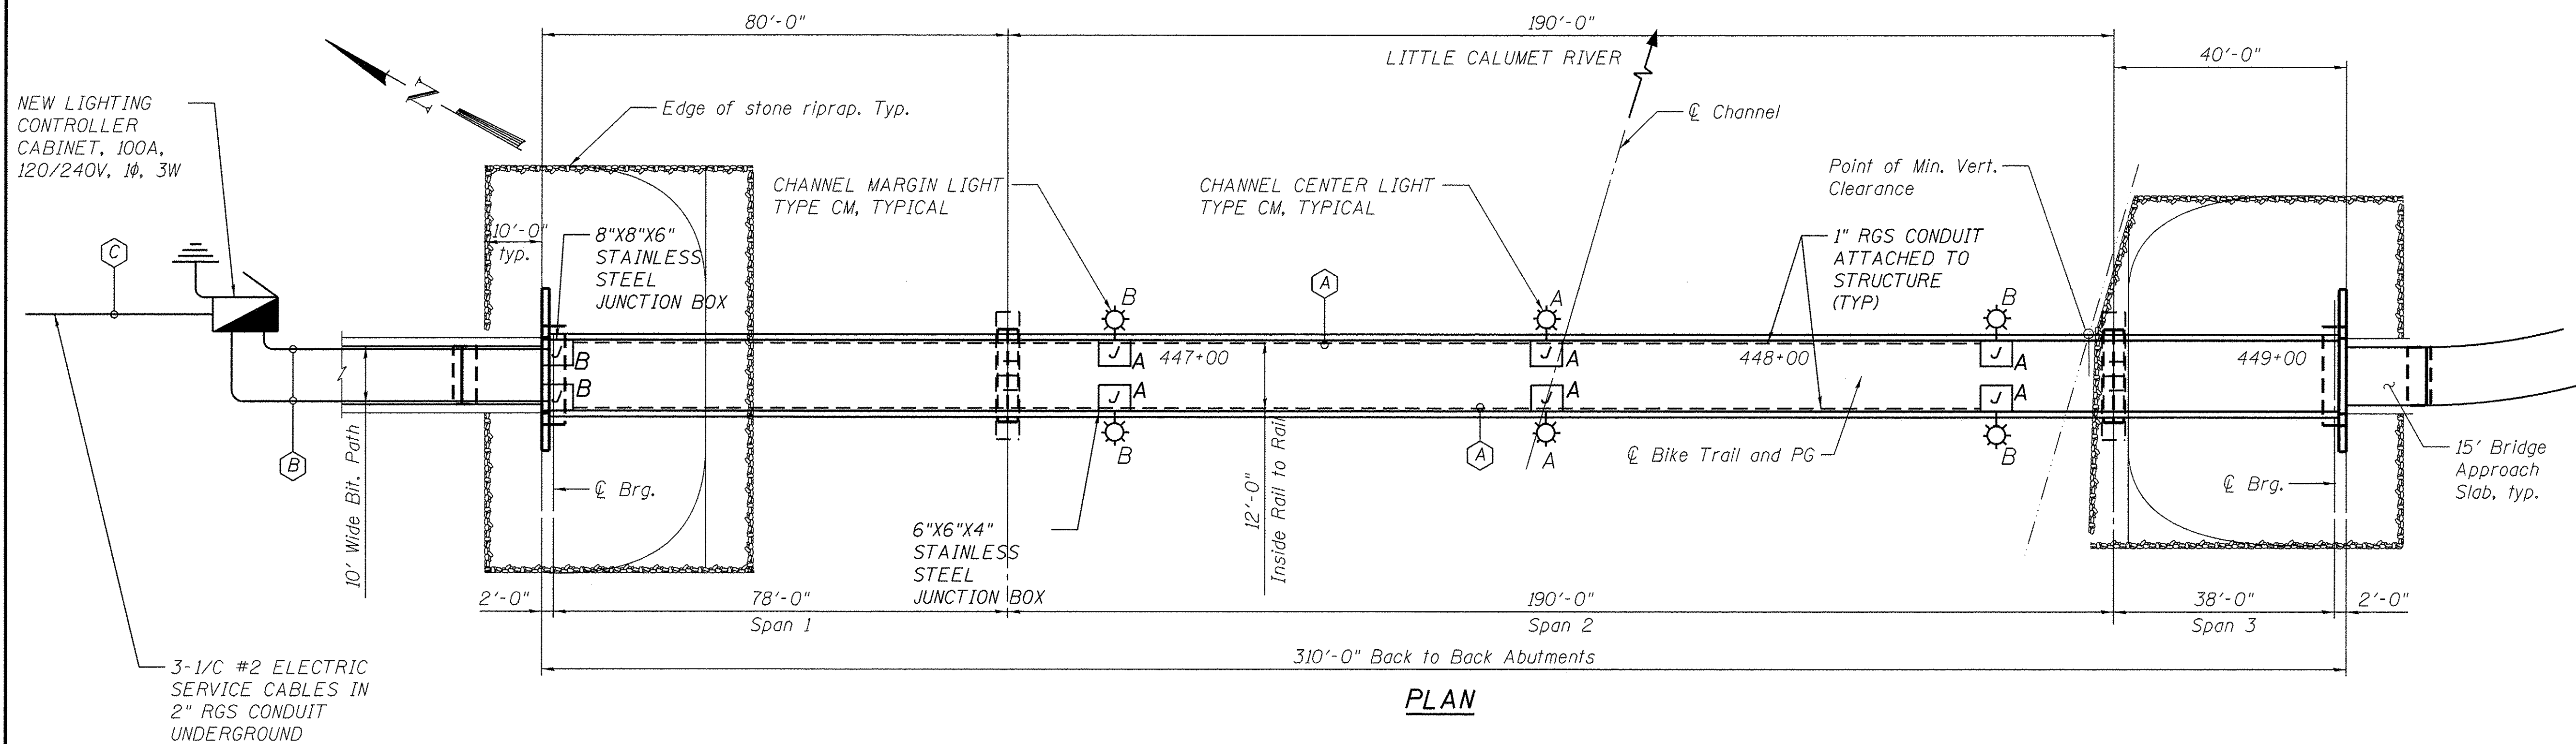 80'-0"
190'-0"
LITTLE CALUMET RIVER
40'-0"
N
NEW LIGHTING
CONTROLLER
CABINET, 100A,
120/240V, 1ϕ, 3W
Edge of stone riprap. Typ.
℄ Channel
CHANNEL MARGIN LIGHT
TYPE CM, TYPICAL
CHANNEL CENTER LIGHT
TYPE CM, TYPICAL
Point of Min. Vert.
Clearance
10'-0"
typ.
8"X8"X6"
STAINLESS
STEEL
JUNCTION BOX
1" RGS CONDUIT
ATTACHED TO
STRUCTURE
(TYP)
C
A
B
A
B
J
B
J
A
447+00
J
A
448+00
J
A
449+00
J
B
J
A
J
A
J
A
B
A
B
B
A
10' Wide Bit. Path
℄ Brg.
12'-0"
Inside Rail to Rail
℄ Bike Trail and PG
℄ Brg.
15' Bridge
Approach
Slab, typ.
6"X6"X4"
STAINLESS
STEEL
JUNCTION BOX
2'-0"
78'-0"
190'-0"
38'-0"
2'-0"
Span 1
Span 2
Span 3
310'-0" Back to Back Abutments
3-1/C #2 ELECTRIC
SERVICE CABLES IN
2" RGS CONDUIT
UNDERGROUND
PLAN